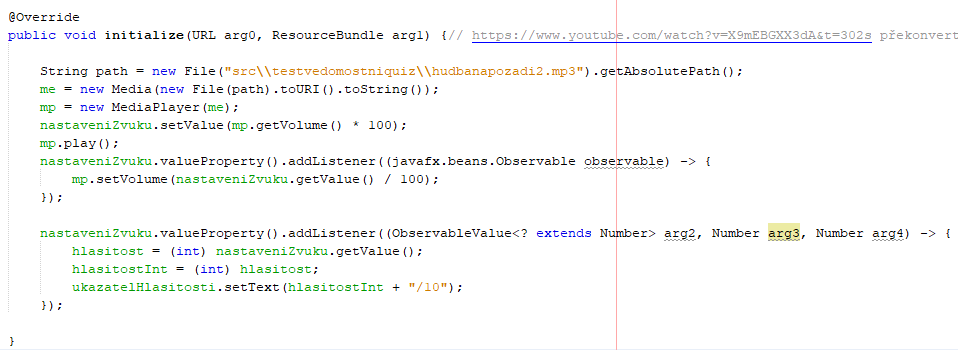 @Override
public void initialize(URL arg0, ResourceBundle arg1) {// https://www.youtube.com/watch?v=X9mEBGXX3dA&t=302s překonvert
String path = new File("src\\testvedomostniquiz\\hudbanapozadi2.mp3").getAbsolutePath();
me = new Media(new File(path).toURI().toString());
mp = new MediaPlayer(me);
nastaveniZvuku.setValue(mp.getVolume() * 100);
mp.play();
nastaveniZvuku.valueProperty().addListener((javafx.beans.Observable observable) -> {
mp.setVolume(nastaveniZvuku.getValue() / 100);
});
nastaveniZvuku.valueProperty().addListener((ObservableValue<? extends Number> arg2, Number arg3, Number arg4) -> {
hlasitost = (int) nastaveniZvuku.getValue();
hlasitostInt = (int) hlasitost;
ukazatelHlasitosti.setText(hlasitostInt + "/10");
});
}